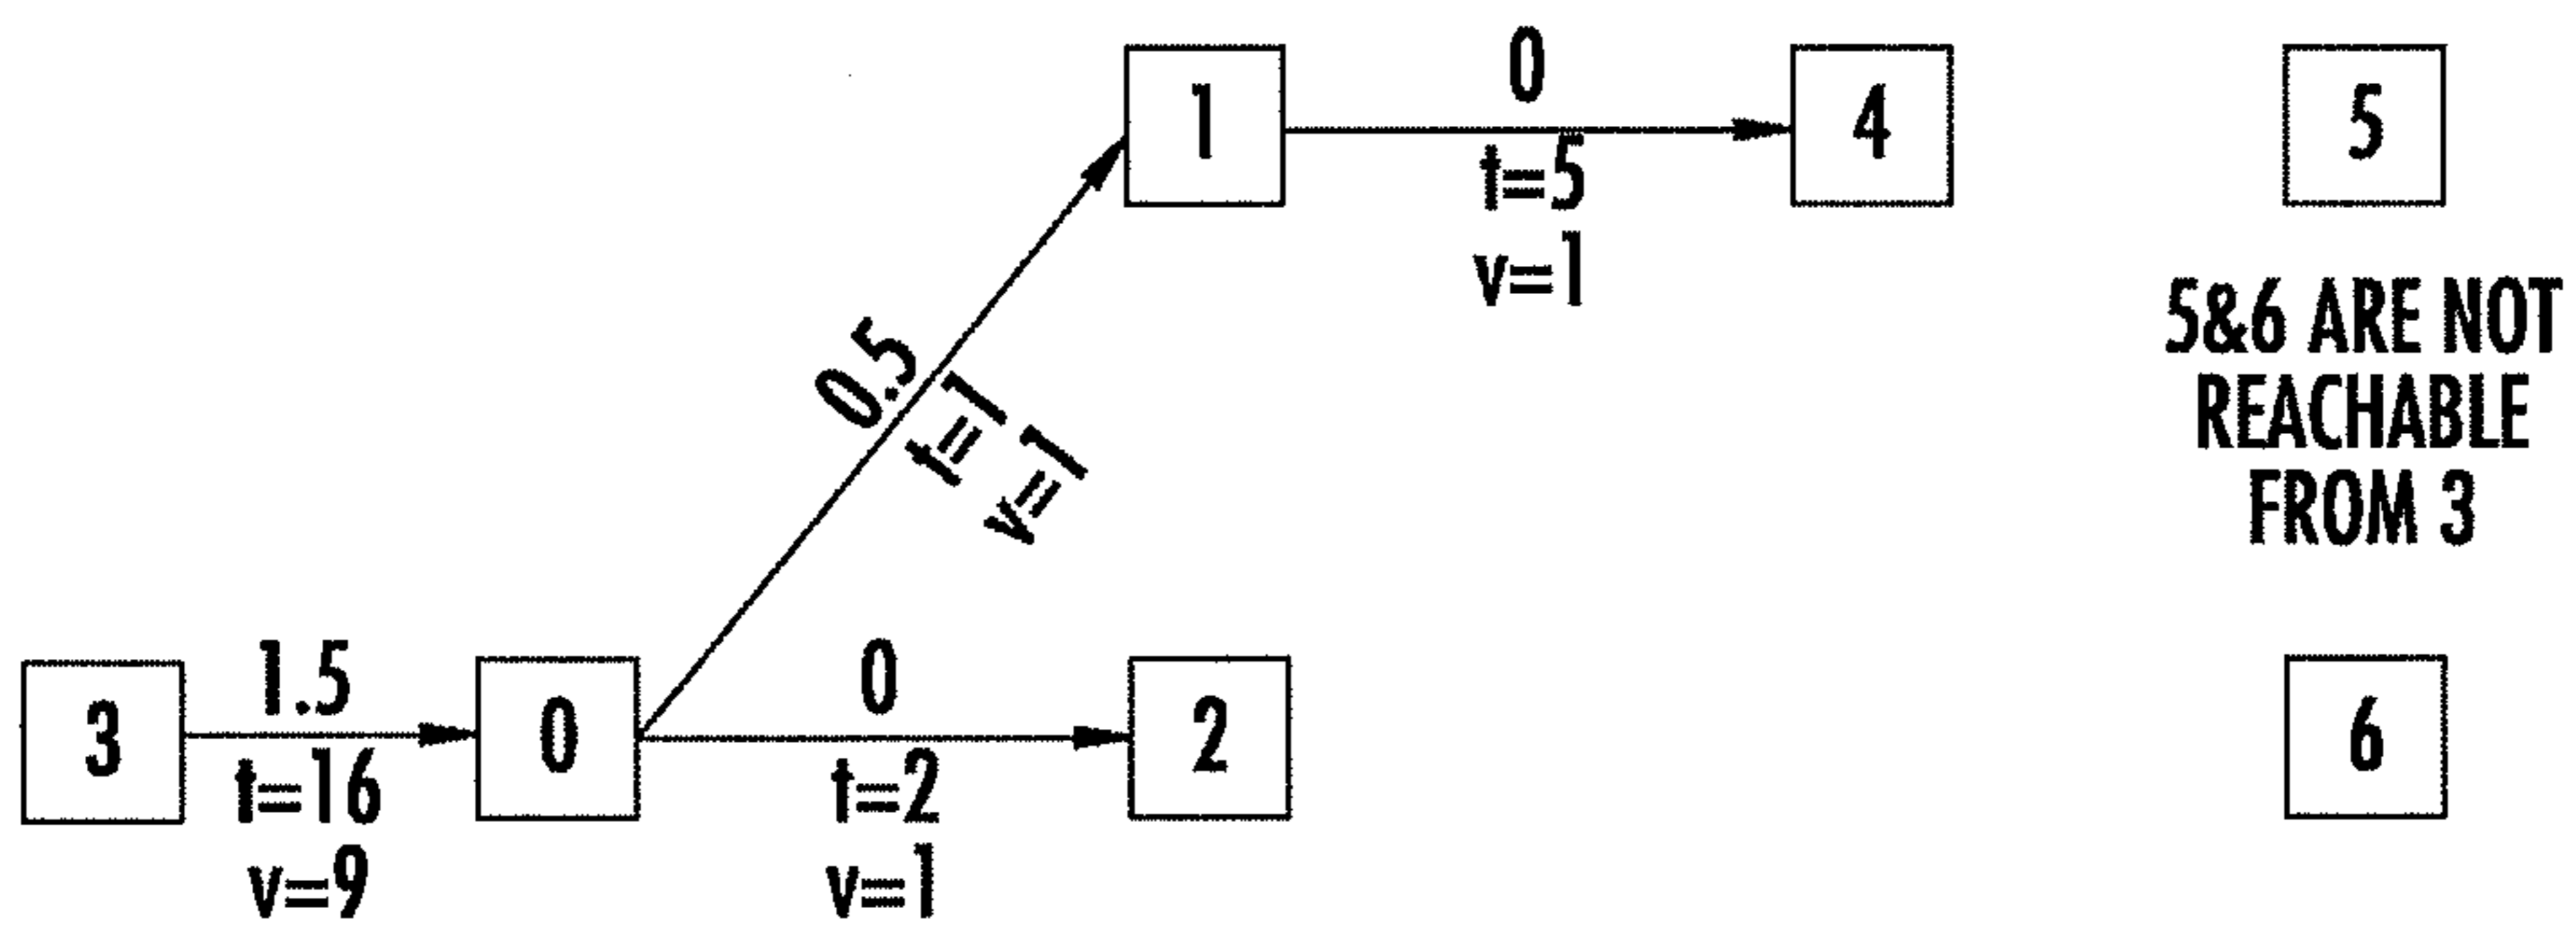 0
1
4
5
t=5
v=1
0.5
t=1
v=1
5&6 ARE NOT
REACHABLE
FROM 3
3
1.5
t=16
v=9
0
0
t=2
v=1
2
6